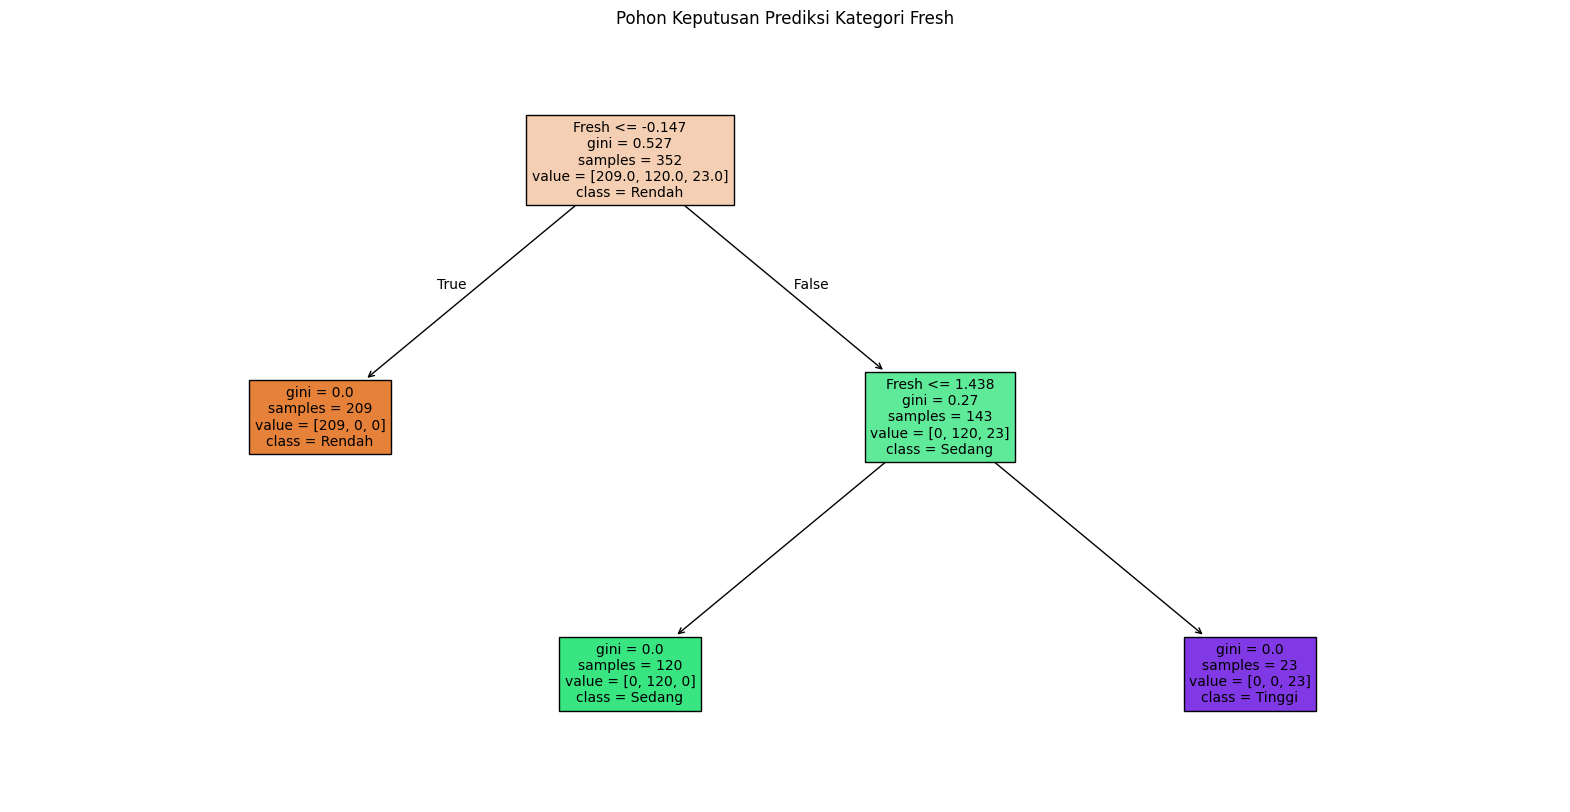 Pohon Keputusan Prediksi Kategori Fresh
Fresh <= -0.147
gini = 0.527
samples = 352
value = [209.0, 120.0, 23.0]
class = Rendah
True
False
gini = 0.0
samples = 209
value = [209, 0, 0]
class = Rendah
Fresh <= 1.438
gini = 0.27
samples = 143
value = [0, 120, 23]
class = Sedang
gini = 0.0
samples = 120
value = [0, 120, 0]
class = Sedang
gini = 0.0
samples = 23
value = [0, 0, 23]
class = Tinggi